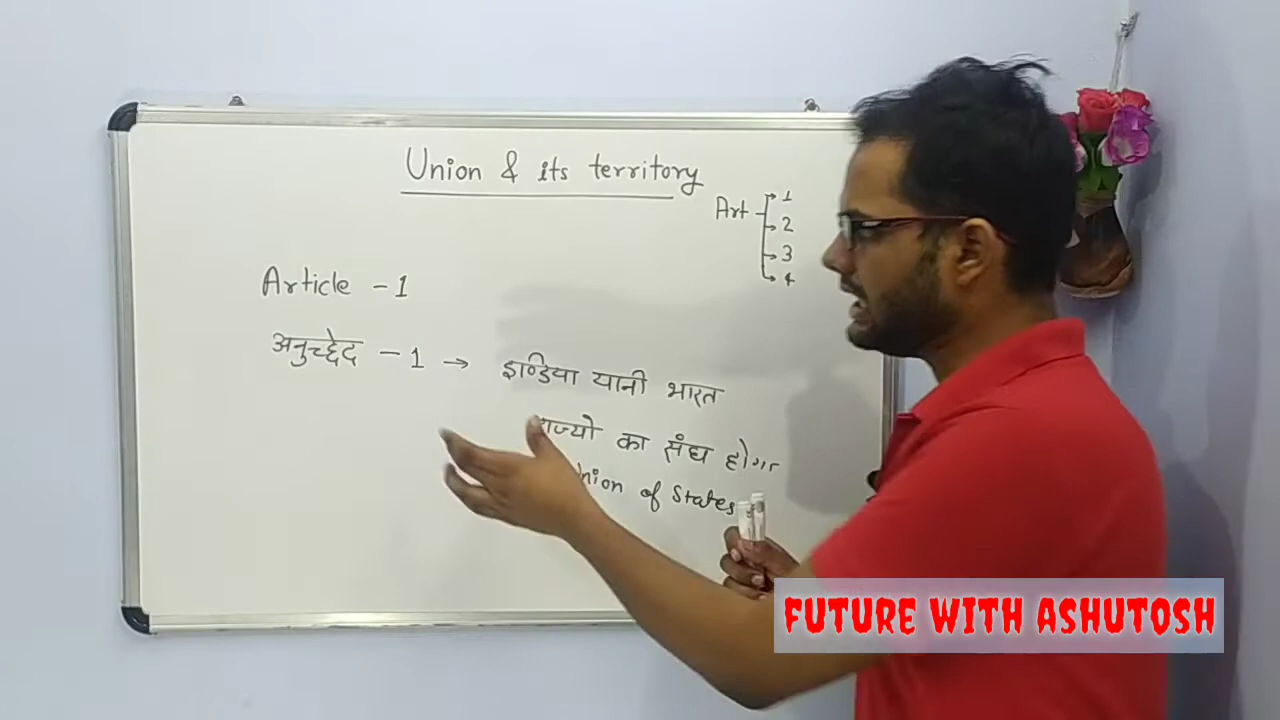 Union & its territory
Art 1
2
3
4
Article - 1
अनुच्छेद - 1 → इण्डिया यानी भारत
का संघ होगा
of States
FUTURE WITH ASHUTOSH